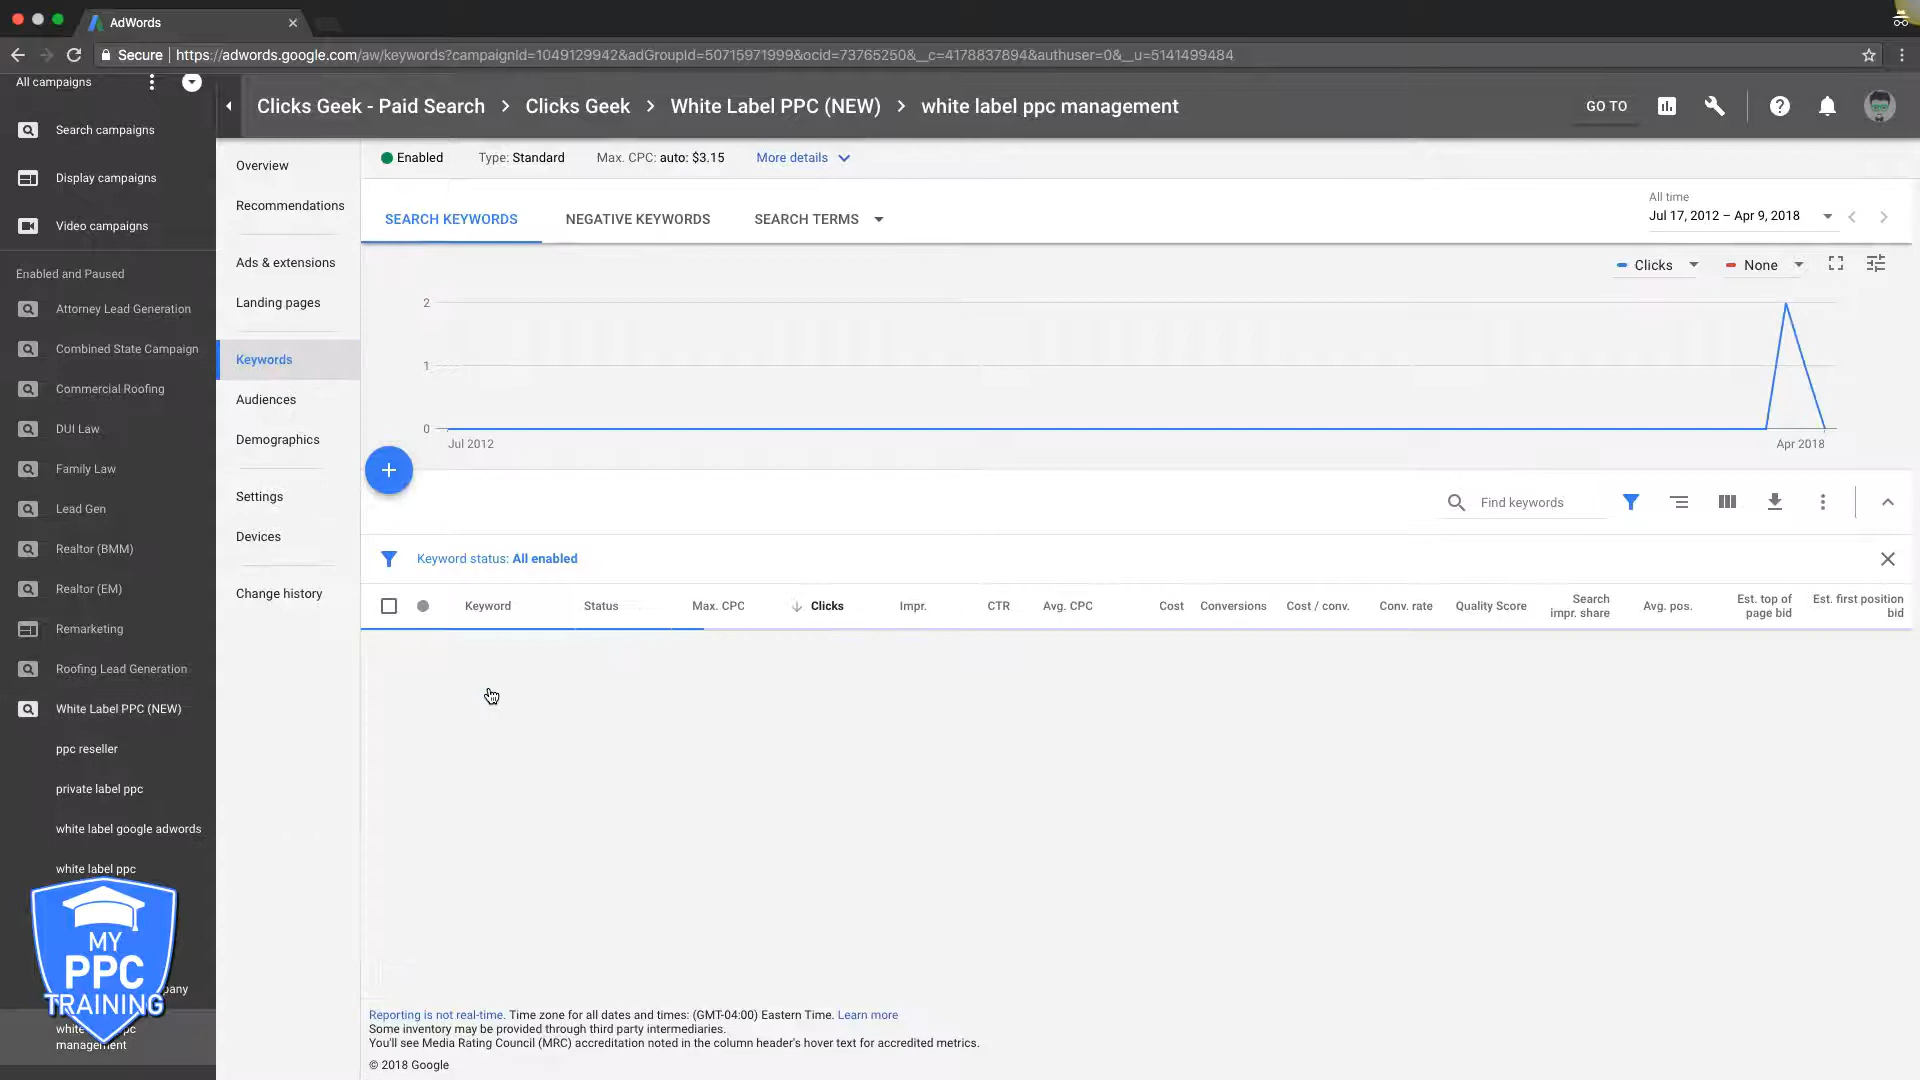 AdWords
Secure https://adwords.google.com/aw/keywords?campaignId=1049129942&adGroupId=50715971999&ocid=73765250&__c=4178837894&authuser=0&__u=5141499484
All campaigns
Clicks Geek - Paid Search > Clicks Geek > White Label PPC (NEW) > white label ppc management
GO TO
Search campaigns
Display campaigns
Video campaigns
Enabled and Paused
Attorney Lead Generation
Combined State Campaign
Commercial Roofing
DUI Law
Family Law
Lead Gen
Realtor (BMM)
Realtor (EM)
Remarketing
Roofing Lead Generation
White Label PPC (NEW)
ppc reseller
private label ppc
white label google adwords
white label ppc
pany
white pc
management
MY
PPC
TRAINING
Overview
Recommendations
Ads & extensions
Landing pages
Keywords
Audiences
Demographics
Settings
Devices
Change history
Enabled Type: Standard Max. CPC: auto: $3.15 More details
SEARCH KEYWORDS NEGATIVE KEYWORDS SEARCH TERMS
All time
Jul 17, 2012 – Apr 9, 2018
Clicks None
2
1
0
Jul 2012 Apr 2018
Find keywords
Keyword status: All enabled
Keyword Status Max. CPC Clicks Impr. CTR Avg. CPC Cost Conversions Cost / conv. Conv. rate Quality Score Search impr. share Avg. pos. Est. top of page bid Est. first position bid
Reporting is not real-time. Time zone for all dates and times: (GMT-04:00) Eastern Time. Learn more
Some inventory may be provided through third party intermediaries.
You'll see Media Rating Council (MRC) accreditation noted in the column header's hover text for accredited metrics.
© 2018 Google